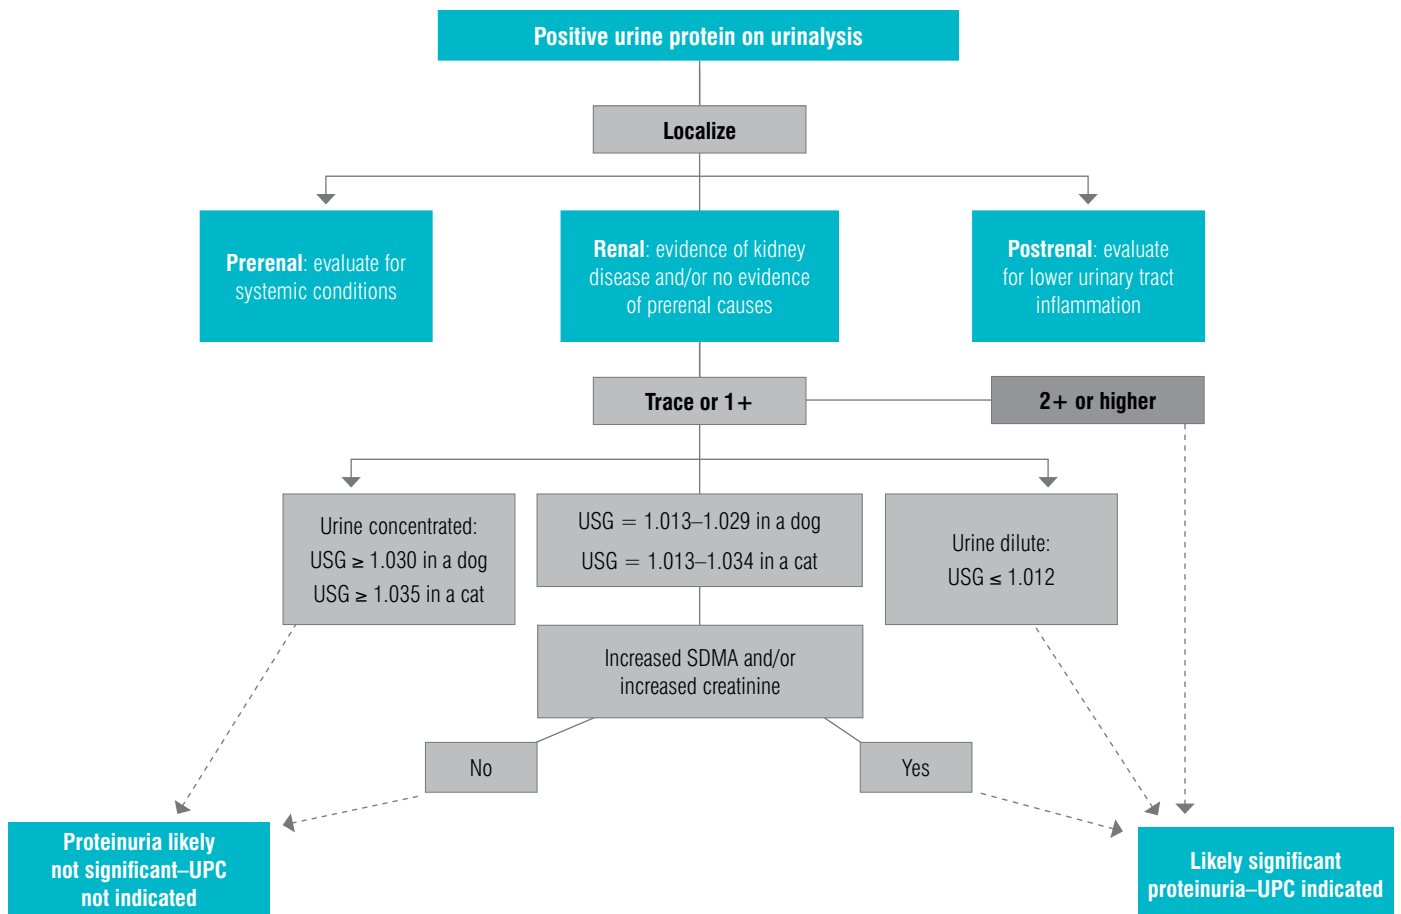 Positive urine protein on urinalysis
Localize
Prerenal: evaluate for
systemic conditions
Renal: evidence of kidney
disease and/or no evidence
of prerenal causes
Postrenal: evaluate
for lower urinary tract
inflammation
Trace or 1+
2+ or higher
Urine concentrated:
USG ≥ 1.030 in a dog
USG ≥ 1.035 in a cat
USG = 1.013–1.029 in a dog
USG = 1.013–1.034 in a cat
Urine dilute:
USG ≤ 1.012
Increased SDMA and/or
increased creatinine
No
Yes
Proteinuria likely
not significant–UPC
not indicated
Likely significant
proteinuria–UPC indicated